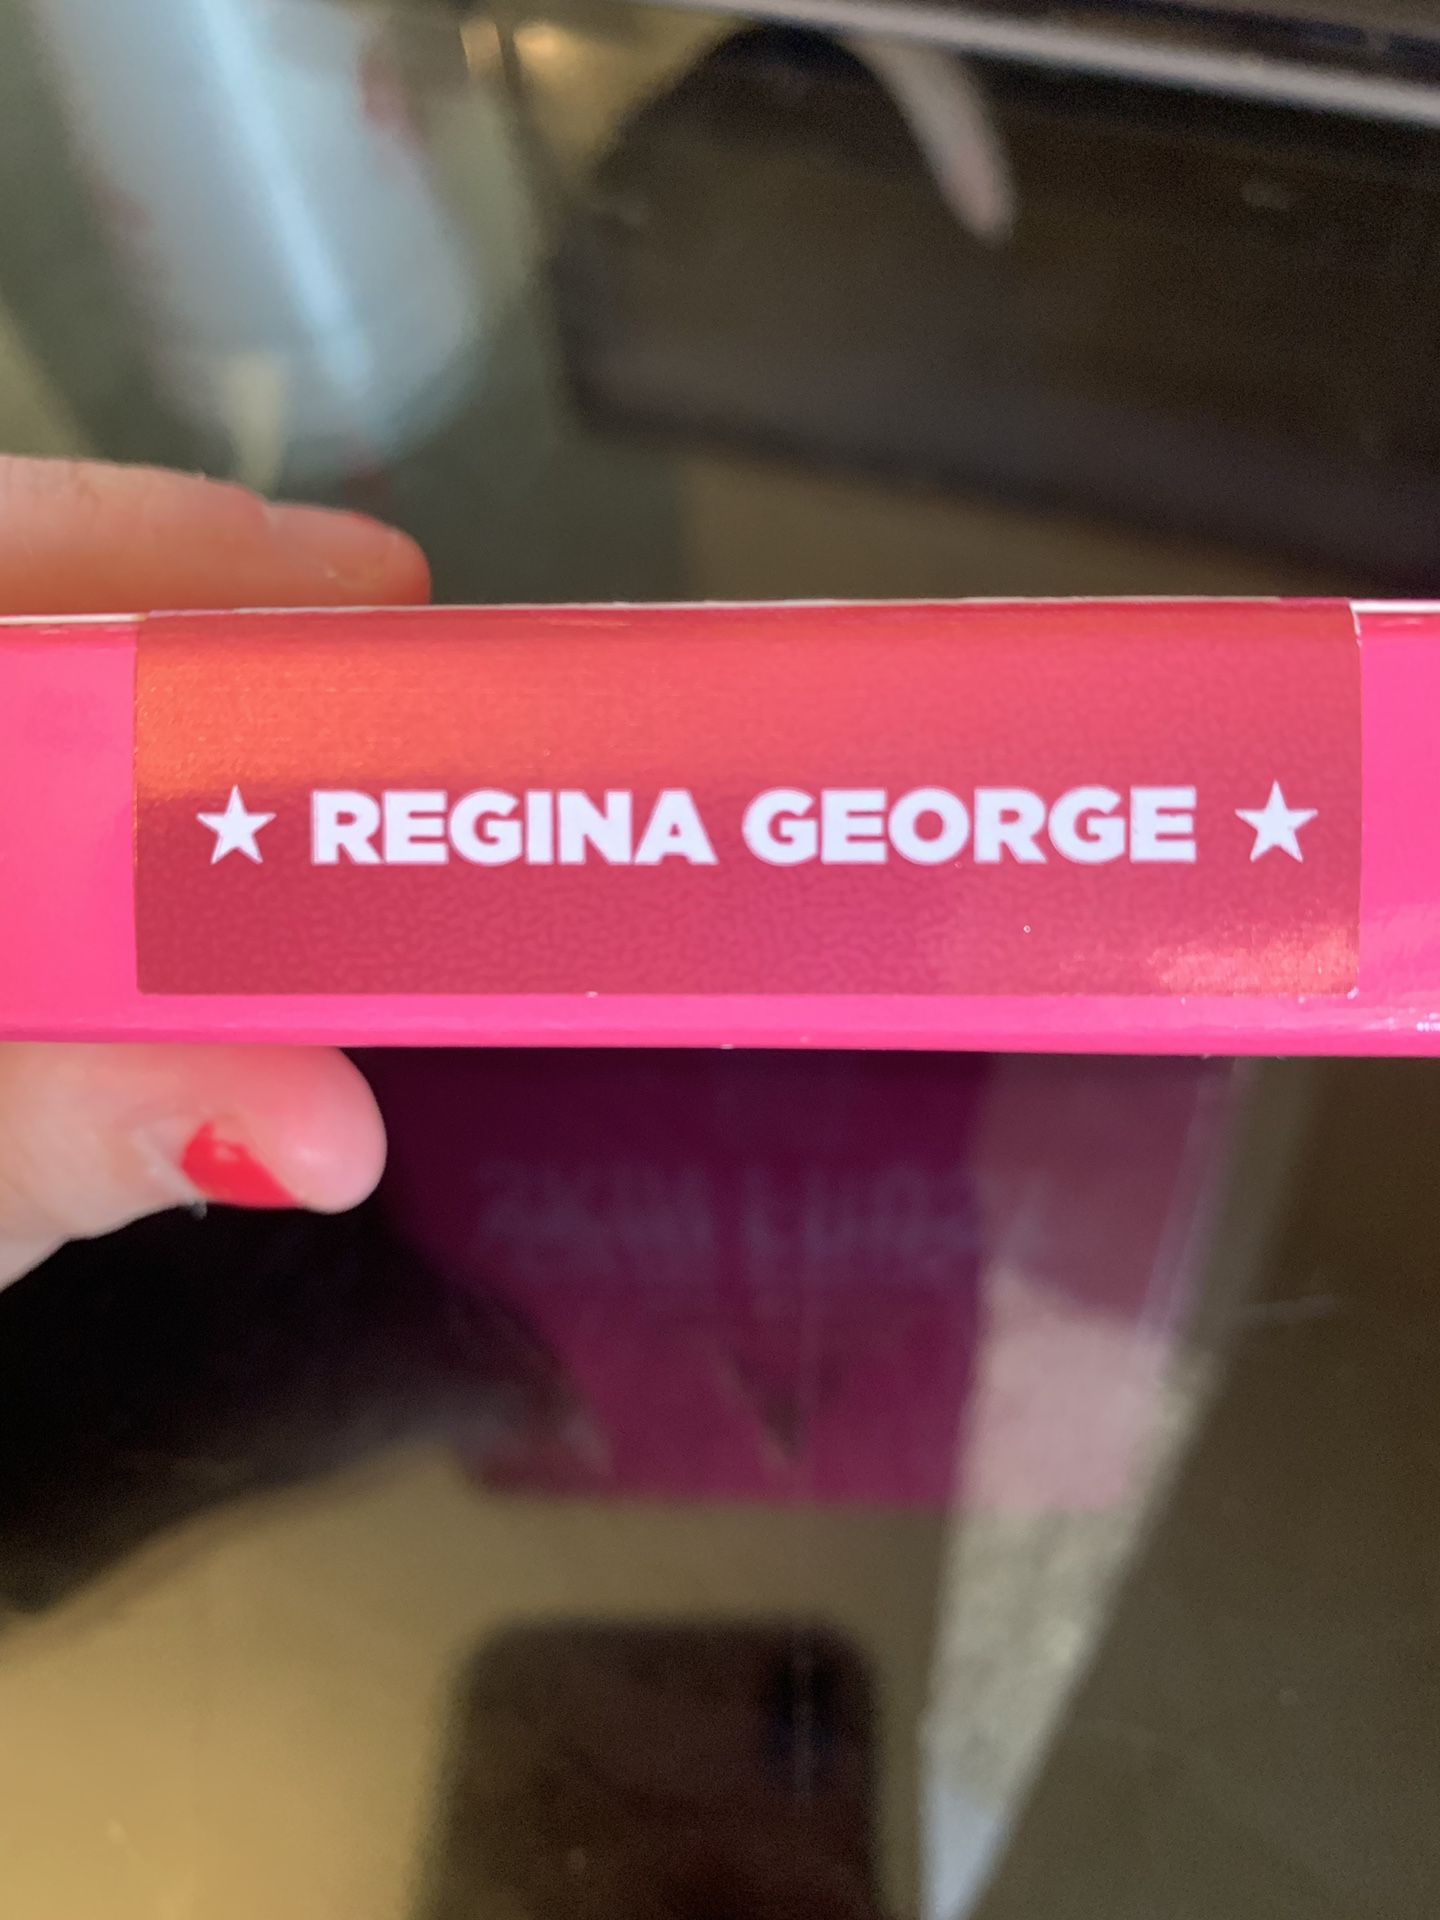 ★ REGINA GEORGE ★